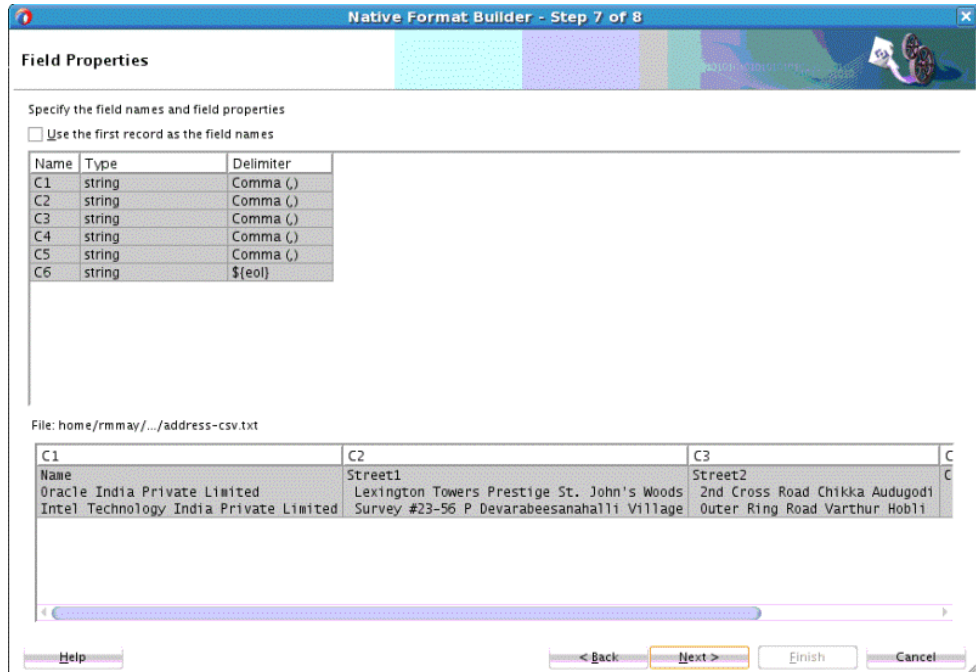 Native Format Builder - Step 7 of 8
Field Properties
Specify the field names and field properties
Use the first record as the field names
Name Type Delimiter
C1 string Comma (,)
C2 string Comma (,)
C3 string Comma (,)
C4 string Comma (,)
C5 string Comma (,)
C6 string ${eol}
File: home/rmmay/.../address-csv.txt
C1 C2 C3 C
Name Street1 Street2 C
Oracle India Private Limited Lexington Towers Prestige St. John's Woods 2nd Cross Road Chikka Audugodi
Intel Technology India Private Limited Survey #23-56 P Devarabeesanahalli Village Outer Ring Road Varthur Hobli
Help < Back Next > Finish Cancel